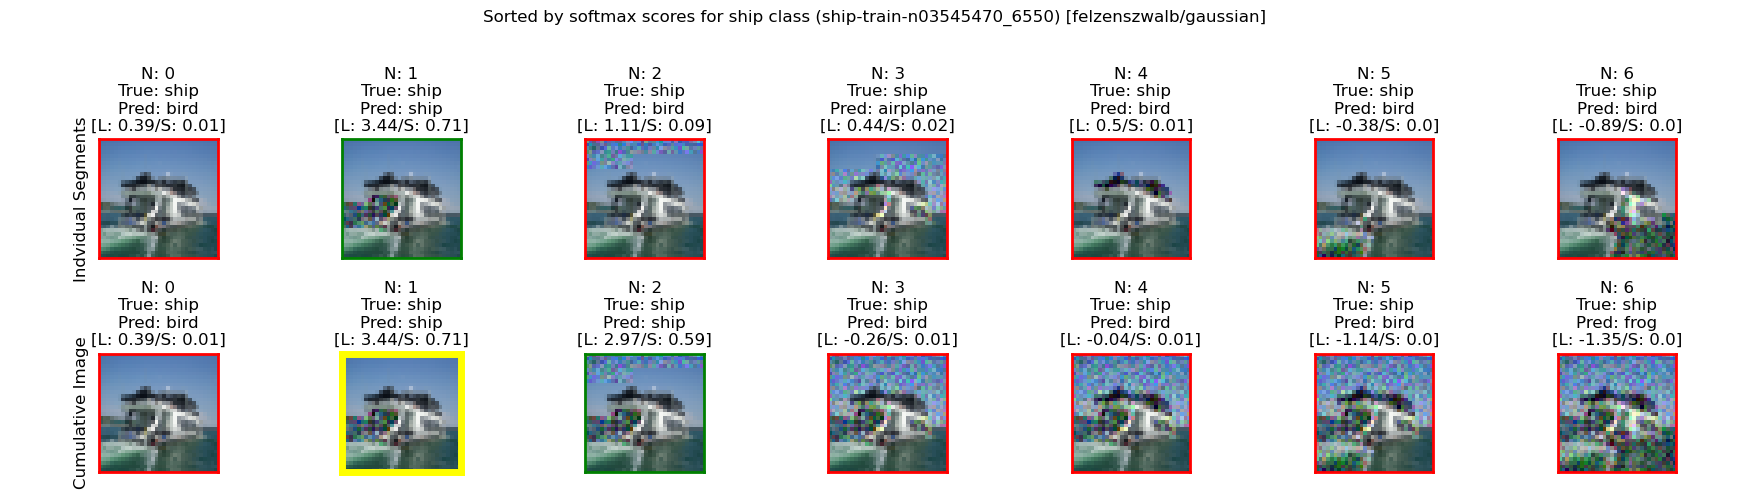 Sorted by softmax scores for ship class (ship-train-n03545470_6550) [felzenszwalb/gaussian]
Indvidual Segments
N: 0
True: ship
Pred: bird
[L: 0.39/S: 0.01]
N: 1
True: ship
Pred: ship
[L: 3.44/S: 0.71]
N: 2
True: ship
Pred: bird
[L: 1.11/S: 0.09]
N: 3
True: ship
Pred: airplane
[L: 0.44/S: 0.02]
N: 4
True: ship
Pred: bird
[L: 0.5/S: 0.01]
N: 5
True: ship
Pred: bird
[L: -0.38/S: 0.0]
N: 6
True: ship
Pred: bird
[L: -0.89/S: 0.0]
Cumulative Image
N: 0
True: ship
Pred: bird
[L: 0.39/S: 0.01]
N: 1
True: ship
Pred: ship
[L: 3.44/S: 0.71]
N: 2
True: ship
Pred: ship
[L: 2.97/S: 0.59]
N: 3
True: ship
Pred: bird
[L: -0.26/S: 0.01]
N: 4
True: ship
Pred: bird
[L: -0.04/S: 0.01]
N: 5
True: ship
Pred: bird
[L: -1.14/S: 0.0]
N: 6
True: ship
Pred: frog
[L: -1.35/S: 0.0]